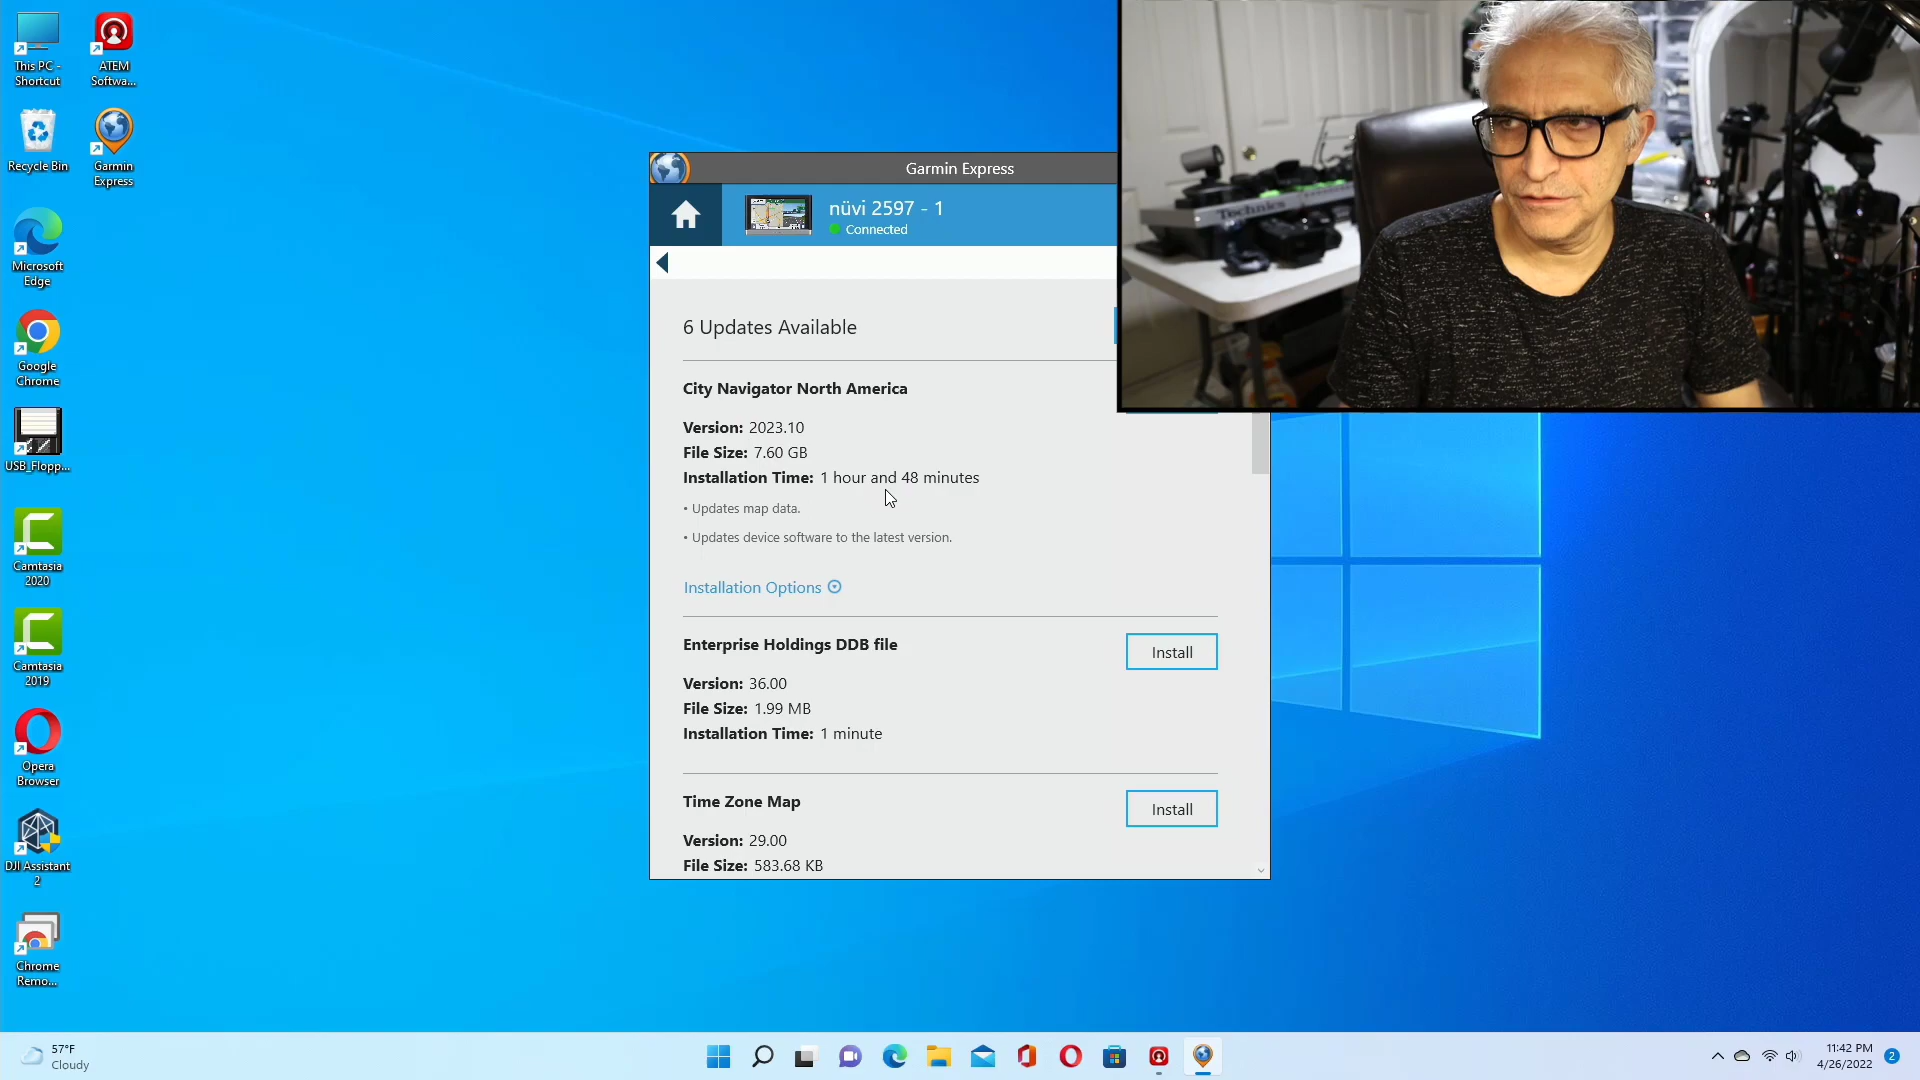 This PC -
Shortcut
ATEM
Softwa...
Recycle Bin
Garmin
Express
Microsoft
Edge
Google
Chrome
USB_Flopp...
Camtasia
2020
Camtasia
2019
Opera
Browser
DJI Assistant
2
Chrome
Remo...
Garmin Express
nüvi 2597 - 1
Connected
6 Updates Available
City Navigator North America
Version: 2023.10
File Size: 7.60 GB
Installation Time: 1 hour and 48 minutes
• Updates map data.
• Updates device software to the latest version.
Installation Options
Enterprise Holdings DDB file
Install
Version: 36.00
File Size: 1.99 MB
Installation Time: 1 minute
Time Zone Map
Install
Version: 29.00
File Size: 583.68 KB
Technics
57°F
Cloudy
11:42 PM
4/26/2022
2